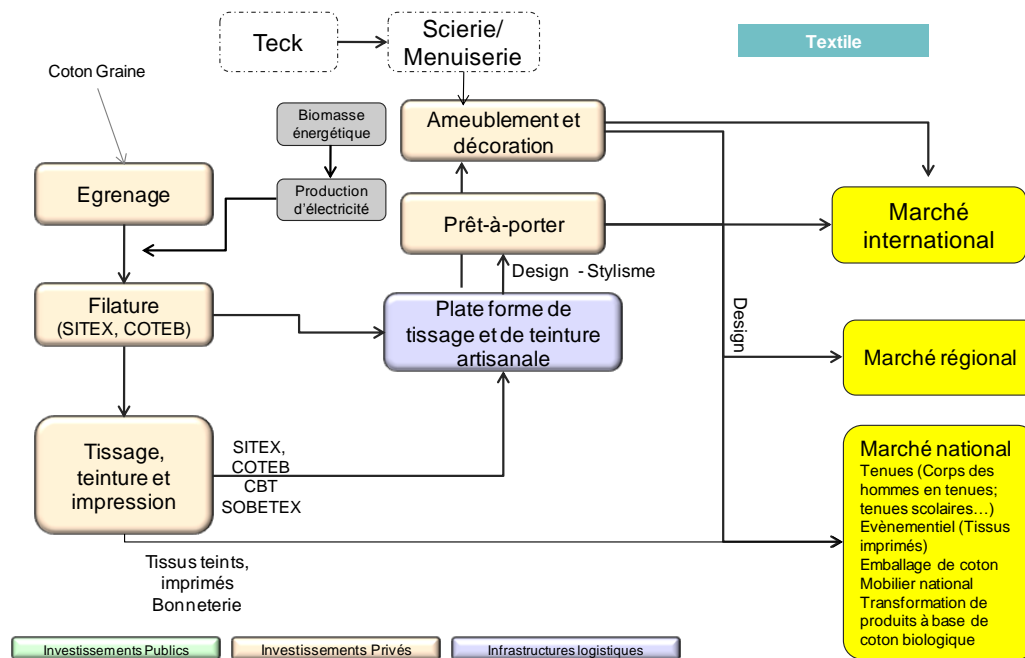 Teck
Scierie/
Menuiserie
Textile
Coton Graine
Biomasse
énergétique
Ameublement et
décoration
Egrenage
Production
d'électricité
Prêt-à-porter
Marché
international
Design - Stylisme
Filature
(SITEX, COTEB)
Plate forme de
tissage et de teinture
artisanale
Design
Marché régional
Tissage,
teinture et
impression
SITEX,
COTEB
CBT
SOBETEX
Marché national
Tenues (Corps des
hommes en tenues;
tenues scolaires…)
Evènementiel (Tissus
imprimés)
Emballage de coton
Mobilier national
Transformation de
produits à base de
coton biologique
Tissus teints,
imprimés
Bonneterie
Investissements Publics
Investissements Privés
Infrastructures logistiques